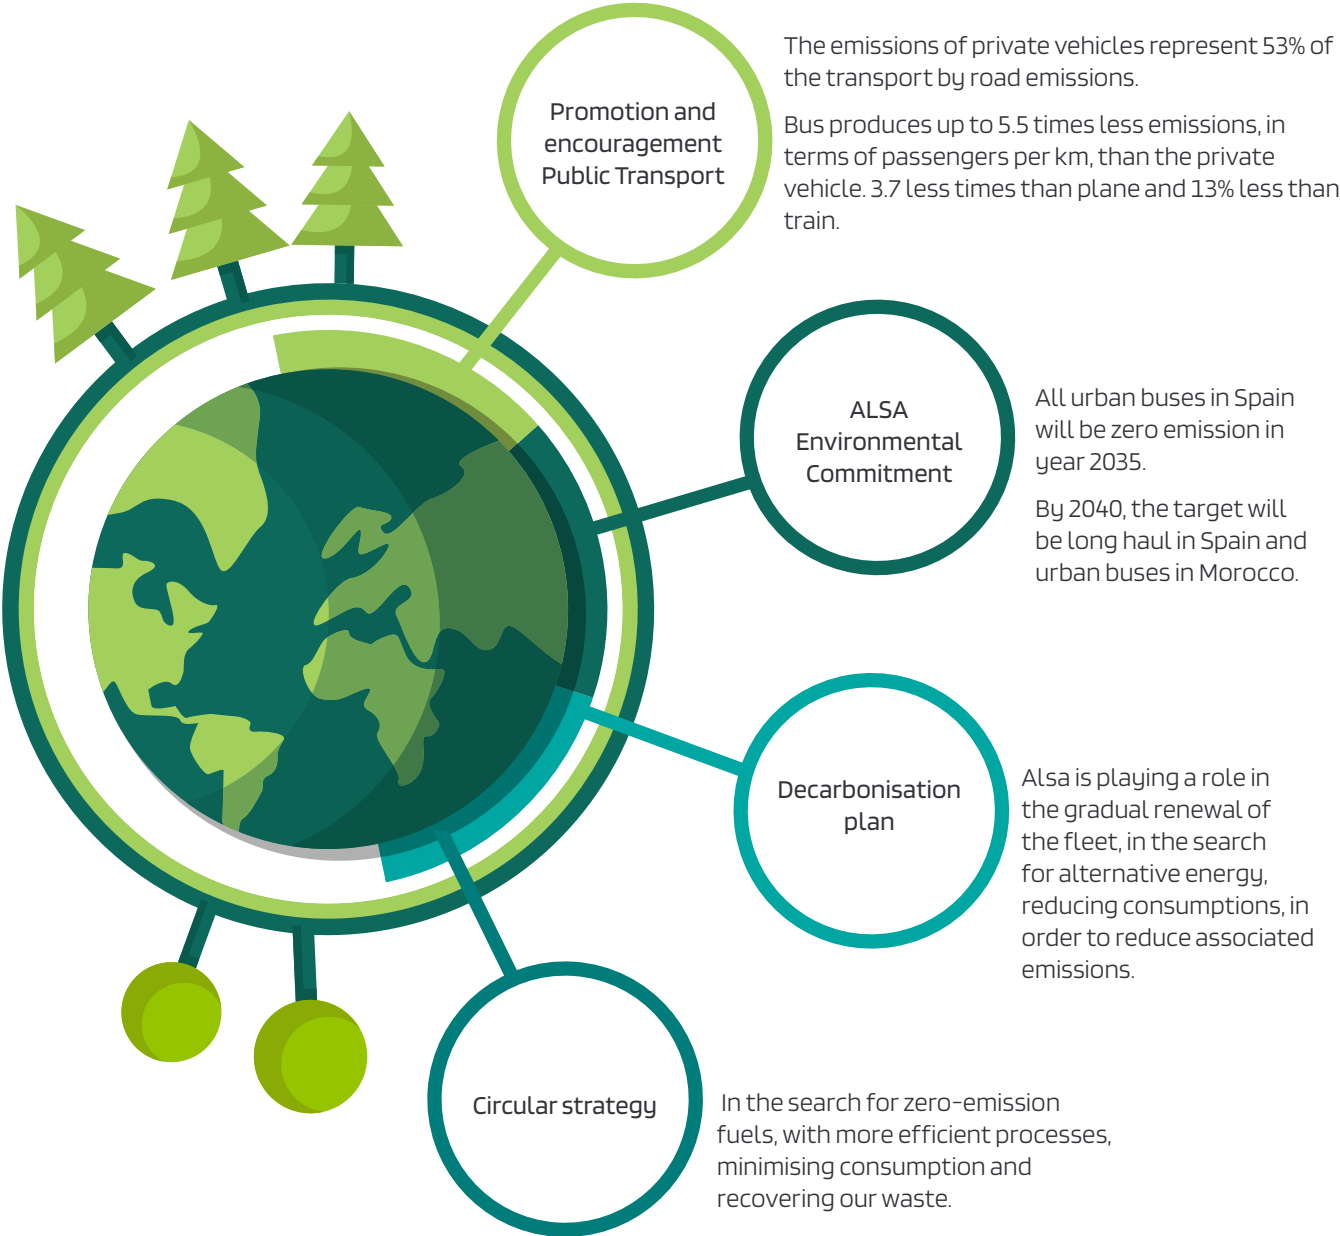 Promotion and
encouragement
Public Transport
The emissions of private vehicles represent 53% of
the transport by road emissions.
Bus produces up to 5.5 times less emissions, in
terms of passengers per km, than the private
vehicle. 3.7 less times than plane and 13% less than
train.
ALSA
Environmental
Commitment
All urban buses in Spain
will be zero emission in
year 2035.
By 2040, the target will
be long haul in Spain and
urban buses in Morocco.
Decarbonisation
plan
Alsa is playing a role in
the gradual renewal of
the fleet, in the search
for alternative energy,
reducing consumptions, in
order to reduce associated
emissions.
Circular strategy
In the search for zero-emission
fuels, with more efficient processes,
minimising consumption and
recovering our waste.